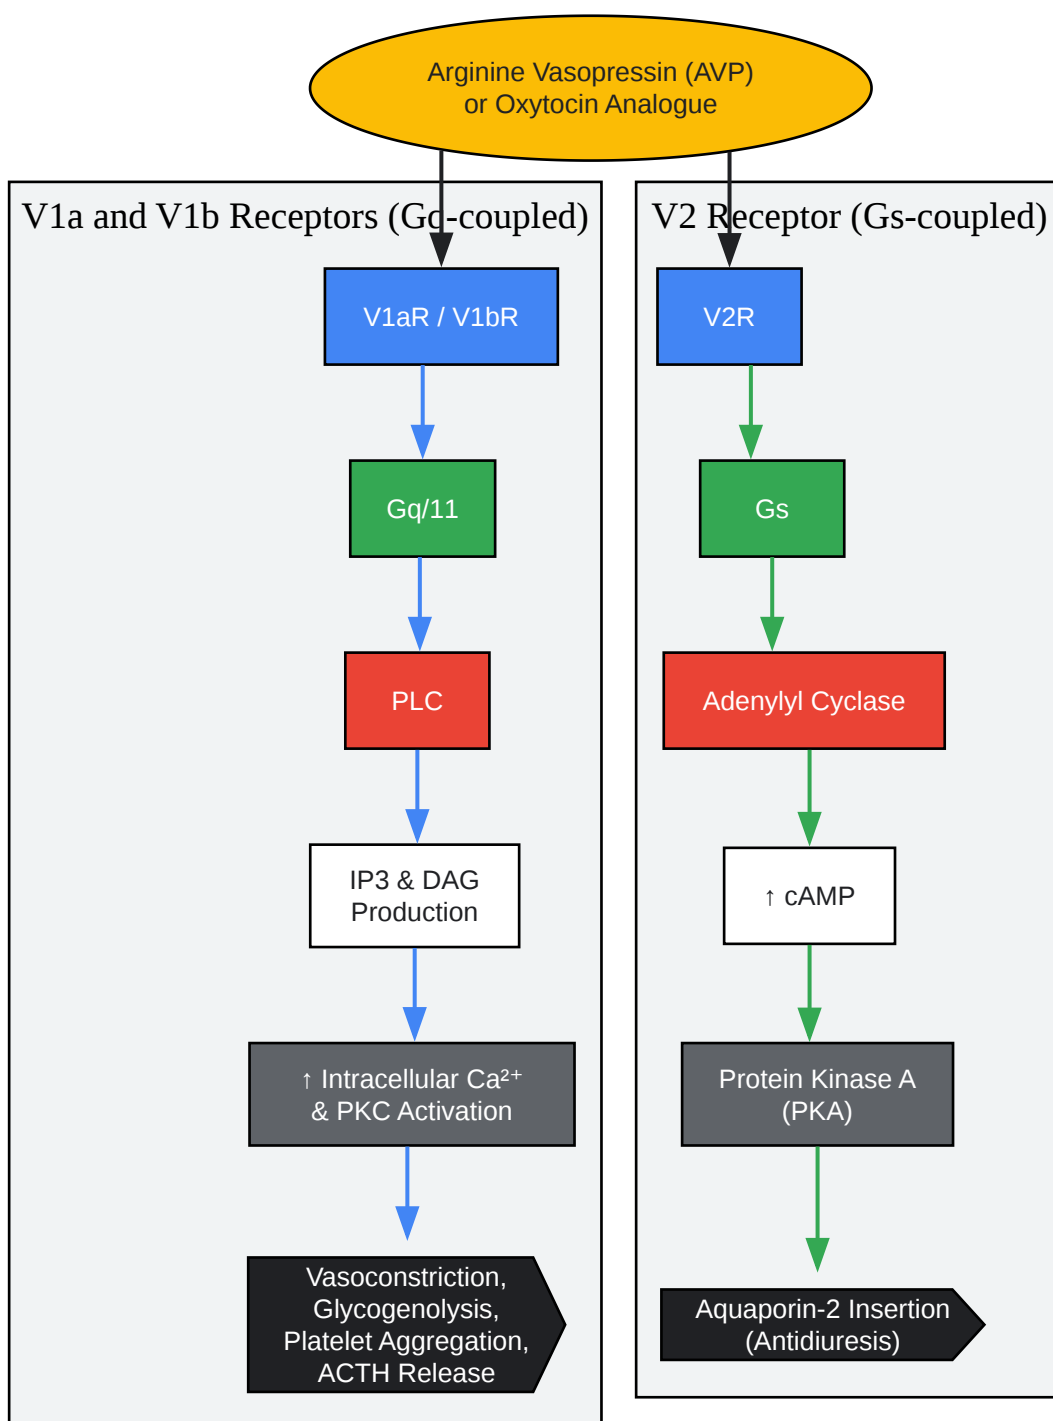 Arginine Vasopressin (AVP)
or Oxytocin Analogue
V1a and V1b Receptors (Gq-coupled)
V1aR / V1bR
Gq/11
PLC
IP3 & DAG
Production
↑ Intracellular Ca²⁺
& PKC Activation
Vasoconstriction,
Glycogenolysis,
Platelet Aggregation,
ACTH Release
V2 Receptor (Gs-coupled)
V2R
Gs
Adenylyl Cyclase
↑ cAMP
Protein Kinase A
(PKA)
Aquaporin-2 Insertion
(Antidiuresis)